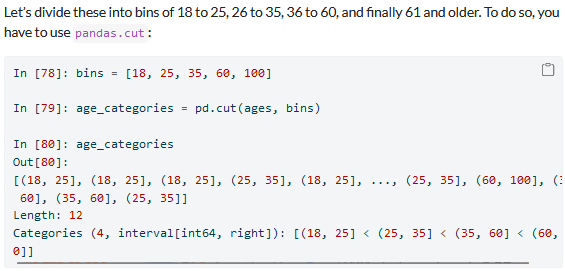 Let's divide these into bins of 18 to 25, 26 to 35, 36 to 60, and finally 61 and older. To do so, you
have to use pandas.cut:
In [78]: bins = [18, 25, 35, 60, 100]
In [79]: age_categories = pd.cut(ages, bins)
In [80]: age_categories
Out[80]:
[(18, 25], (18, 25], (18, 25], (25, 35], (18, 25], ..., (25, 35], (60, 100], (
60], (35, 60], (25, 35]]
Length: 12
Categories (4, interval[int64, right]): [(18, 25] < (25, 35] < (35, 60] < (60,
0]]